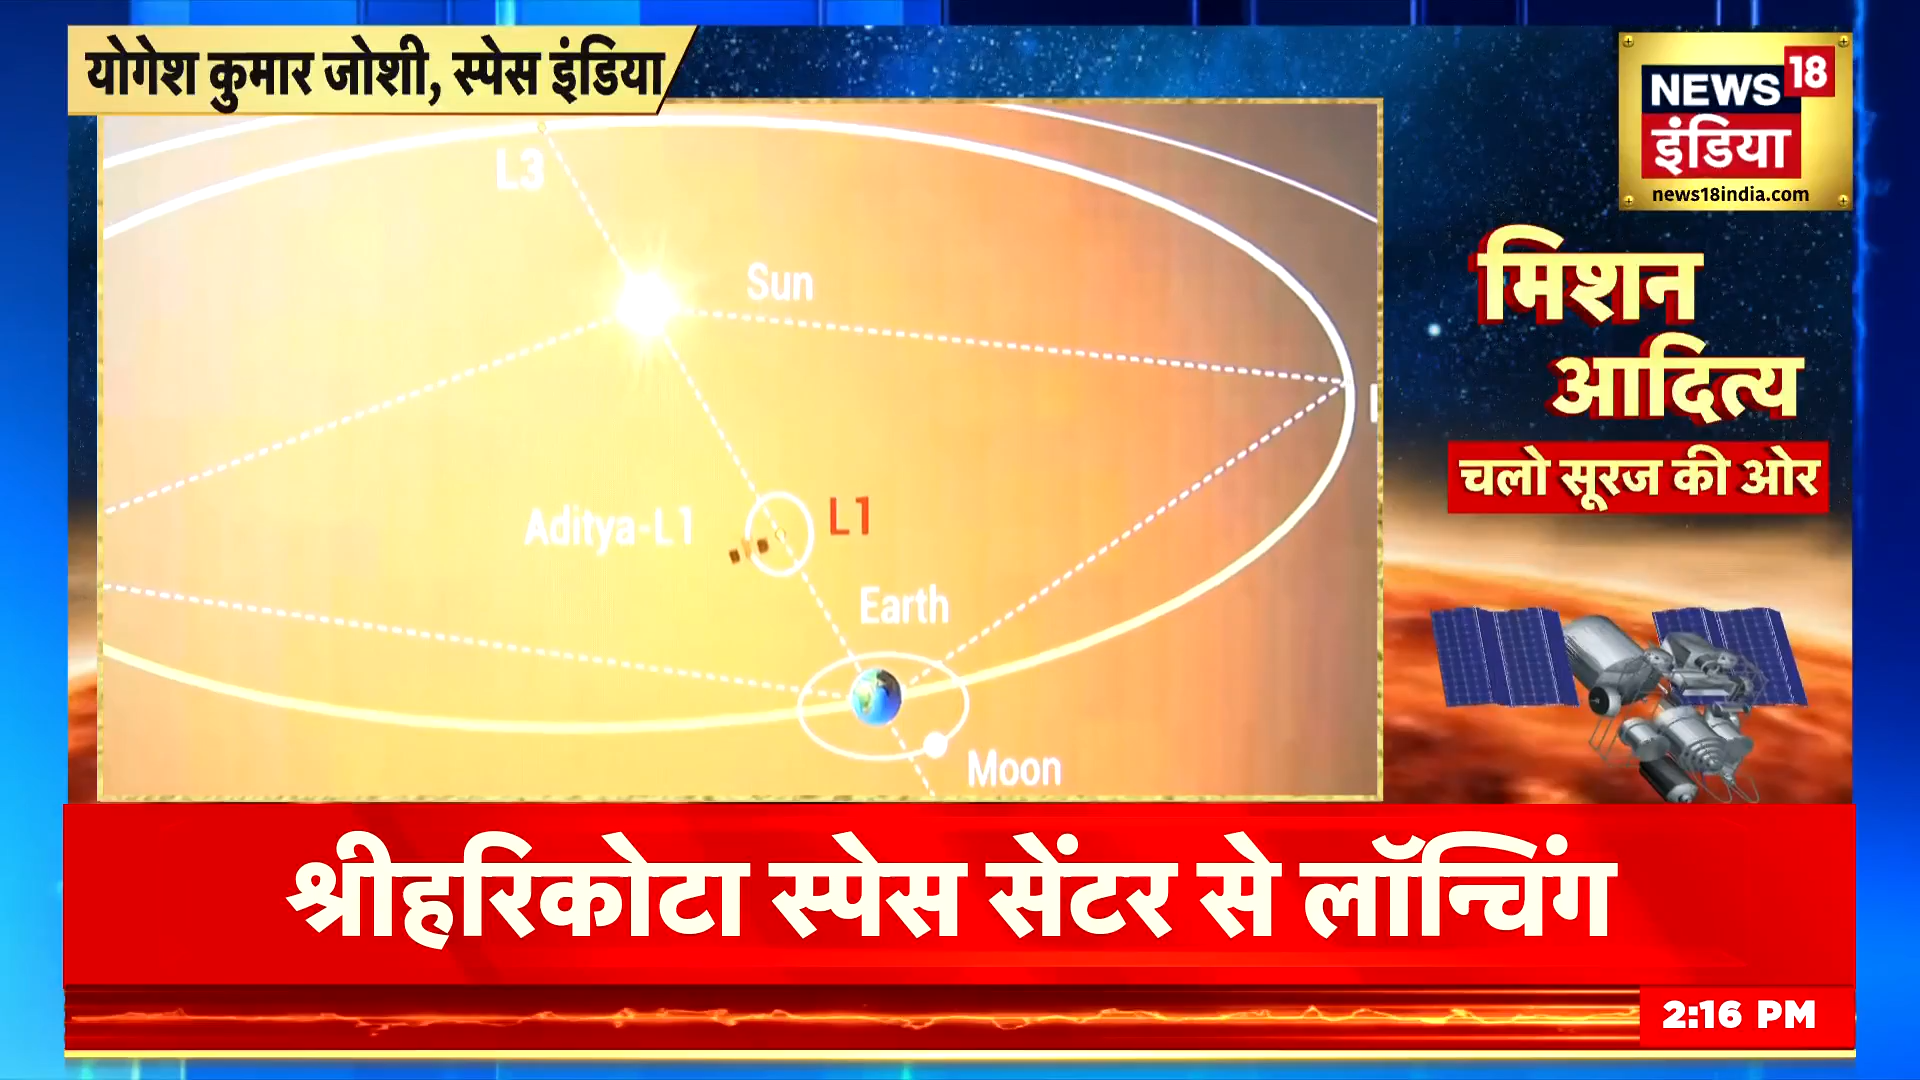 योगेश कुमार जोशी, स्पेस इंडिया
NEWS 18
इंडिया
news18india.com
L3
Sun
मिशन
आदित्य
चलो सूरज की ओर
Aditya-L1
L1
Earth
Moon
श्रीहरिकोटा स्पेस सेंटर से लॉन्चिंग
2:16 PM